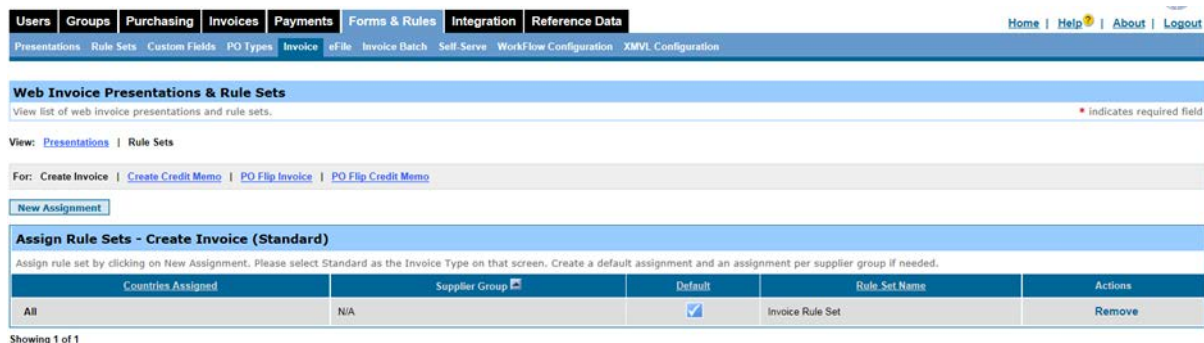 Users Groups Purchasing Invoices Payments Forms & Rules Integration Reference Data Home | Help? | About | Logout
Presentations Rule Sets Custom Fields PO Types Invoice eFile Invoice Batch Self-Serve WorkFlow Configuration XMVL Configuration
Web Invoice Presentations & Rule Sets
View list of web invoice presentations and rule sets. * indicates required field
View: Presentations | Rule Sets
For: Create Invoice | Create Credit Memo | PO Flip Invoice | PO Flip Credit Memo
New Assignment
Assign Rule Sets - Create Invoice (Standard)
Assign rule set by clicking on New Assignment. Please select Standard as the Invoice Type on that screen. Create a default assignment and an assignment per supplier group if needed.
Countries Assigned Supplier Group Default Rule Set Name Actions
All N/A Invoice Rule Set Remove
Showing 1 of 1